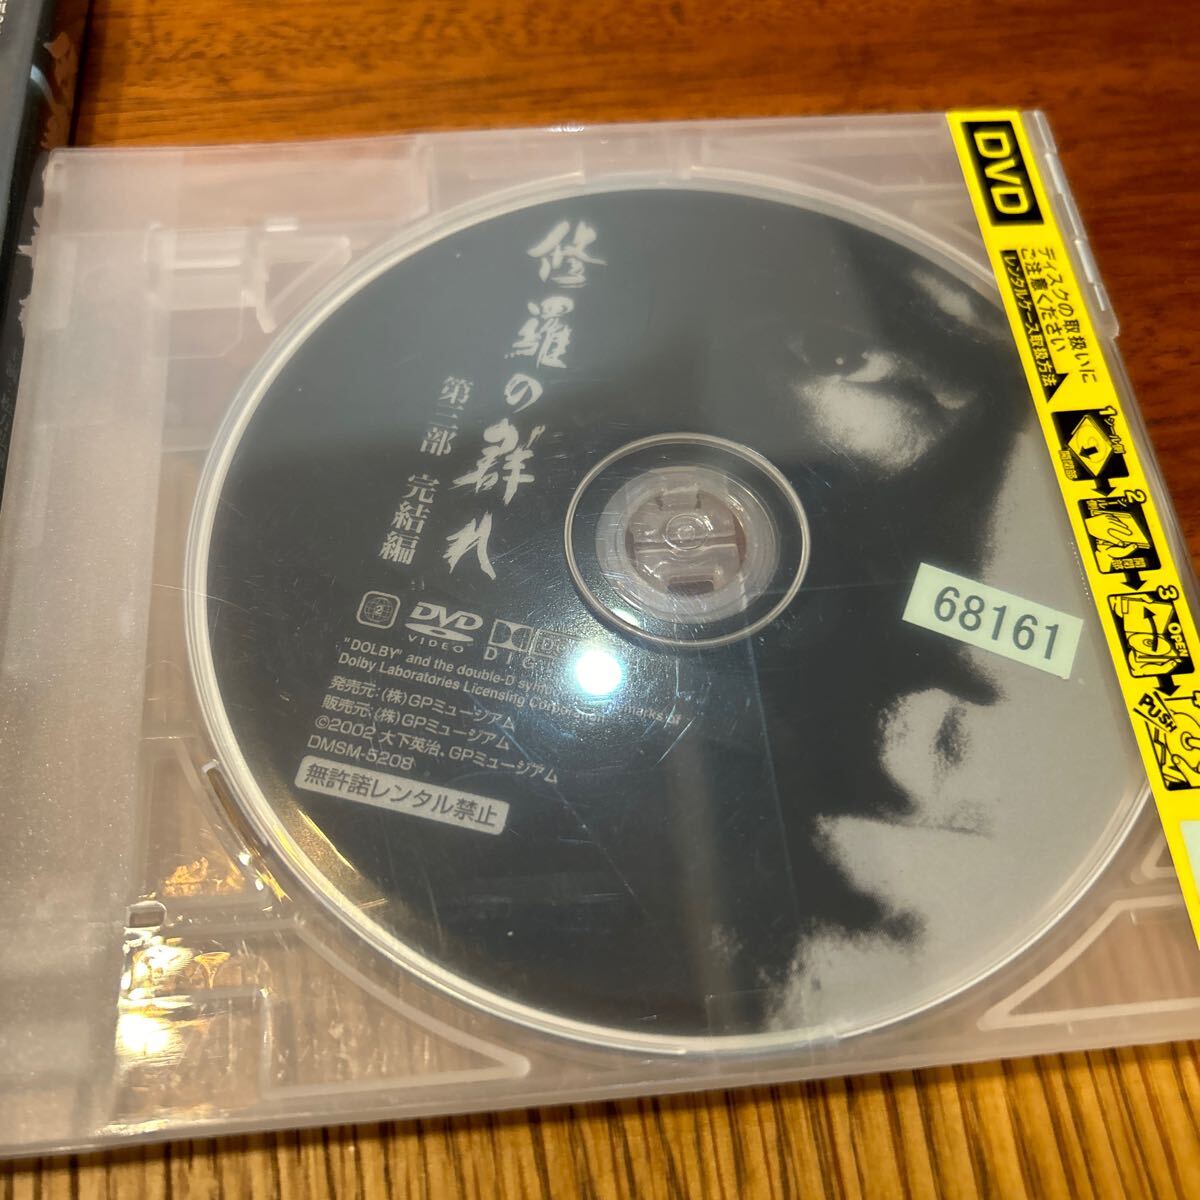 修羅の群れ
第三部 完結編
2
DVD
VIDEO
"DOLBY" and the double-D symbol
Dolby Laboratories Licensing Corporation
発売元:(株)GPミュージアム
販売元:(株)GPミュージアム
©2002 大下英治、GPミュージアム
DMSM-5208
無許諾レンタル禁止
68161
DVD
ディスクの取扱いに
ご注意ください
レンタルケース取扱方法
1
2
3
OPEN
PUSH